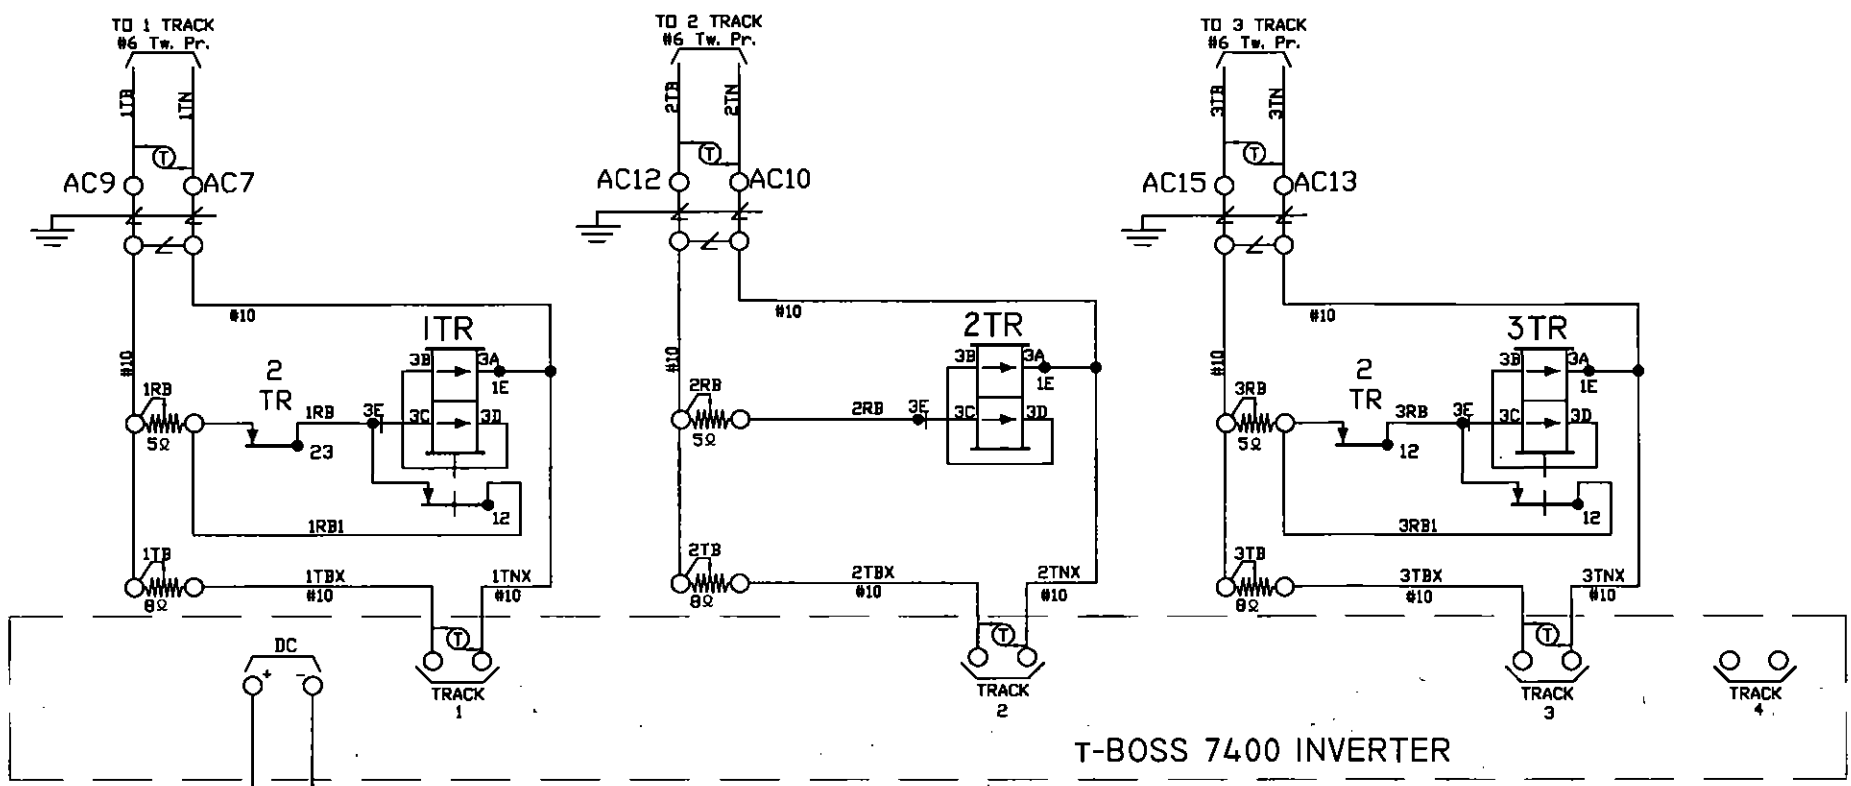 TO 1 TRACK
#6 Tw. Pr.
TO 2 TRACK
#6 Tw. Pr.
TO 3 TRACK
#6 Tw. Pr.
1TB
1TN
2TB
2TN
3TB
3TN
T
T
T
AC9
AC7
AC12
AC10
AC15
AC13
#10
#10
#10
#10
#10
#10
1TR
3B
3A
1E
2
TR
1RB
1RB
3E
3C
3D
5Ω
23
12
1RB1
2TR
3B
3A
1E
2RB
2RB
3E
3C
3D
5Ω
3TR
3B
3A
1E
2
TR
3RB
3RB
3E
3C
3D
5Ω
12
12
3RB1
1TB
8Ω
1TBX
#10
1TNX
#10
2TB
8Ω
2TBX
#10
2TNX
#10
3TB
8Ω
3TBX
#10
3TNX
#10
DC
+ -
T
TRACK
1
T
TRACK
2
T
TRACK
3
TRACK
4
T-BOSS 7400 INVERTER